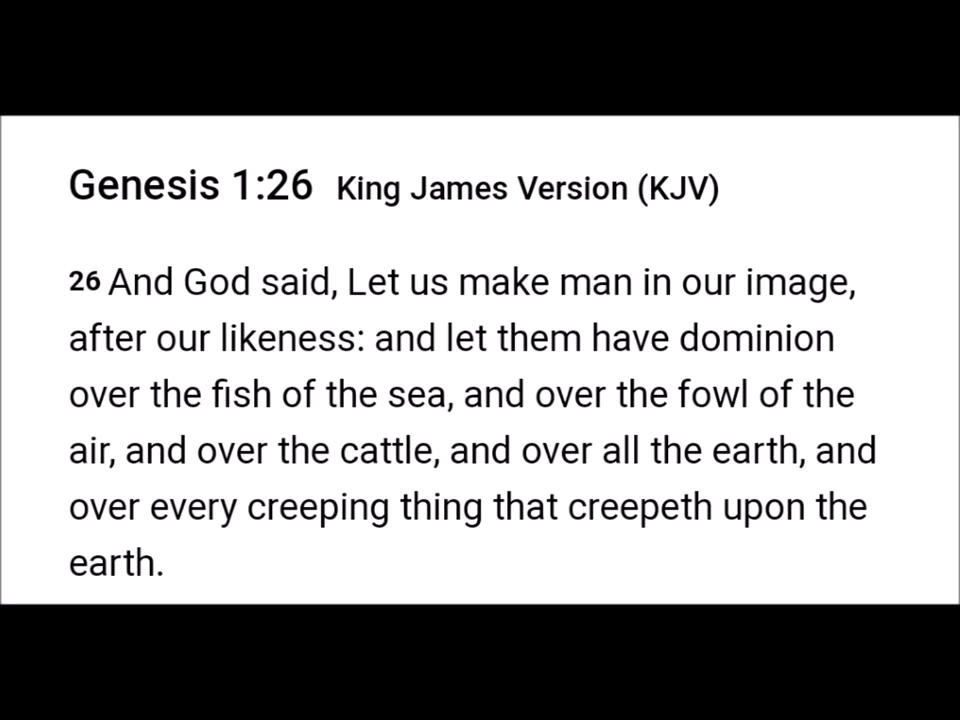 Genesis 1:26 King James Version (KJV)
26 And God said, Let us make man in our image,
after our likeness: and let them have dominion
over the fish of the sea, and over the fowl of the
air, and over the cattle, and over all the earth, and
over every creeping thing that creepeth upon the
earth.